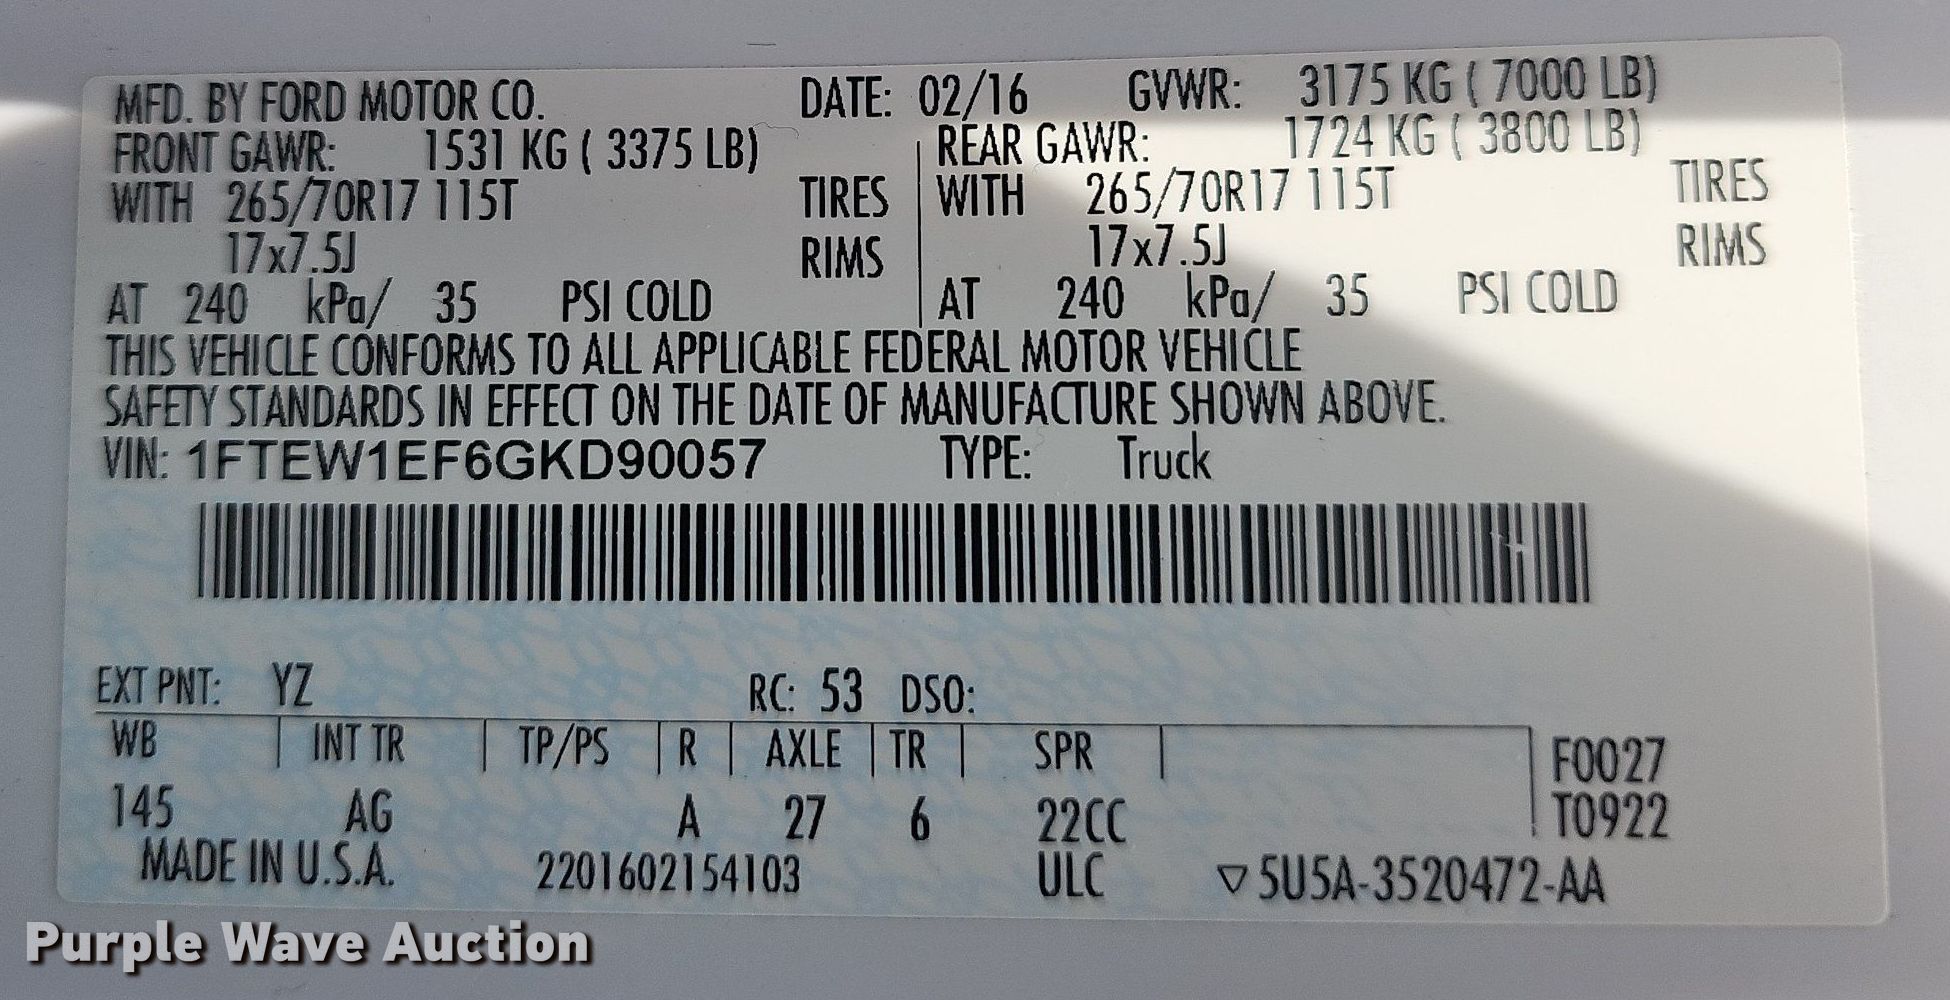 MFD. BY FORD MOTOR CO. DATE: 02/16 GVWR: 3175 KG ( 7000 LB)
FRONT GAWR: 1531 KG ( 3375 LB) REAR GAWR: 1724 KG ( 3800 LB)
WITH 265/70R17 115T TIRES WITH 265/70R17 115T TIRES
17x7.5J RIMS 17x7.5J RIMS
AT 240 kPa/ 35 PSI COLD AT 240 kPa/ 35 PSI COLD
THIS VEHICLE CONFORMS TO ALL APPLICABLE FEDERAL MOTOR VEHICLE
SAFETY STANDARDS IN EFFECT ON THE DATE OF MANUFACTURE SHOWN ABOVE.
VIN: 1FTEW1EF6GKD90057 TYPE: Truck
EXT PNT: YZ RC: 53 DSO:
WB INT TR TP/PS R AXLE TR SPR F0027
145 AG A 27 6 22CC T0922
MADE IN U.S.A. 2201602154103 ULC ▽5U5A-3520472-AA
Purple Wave Auction